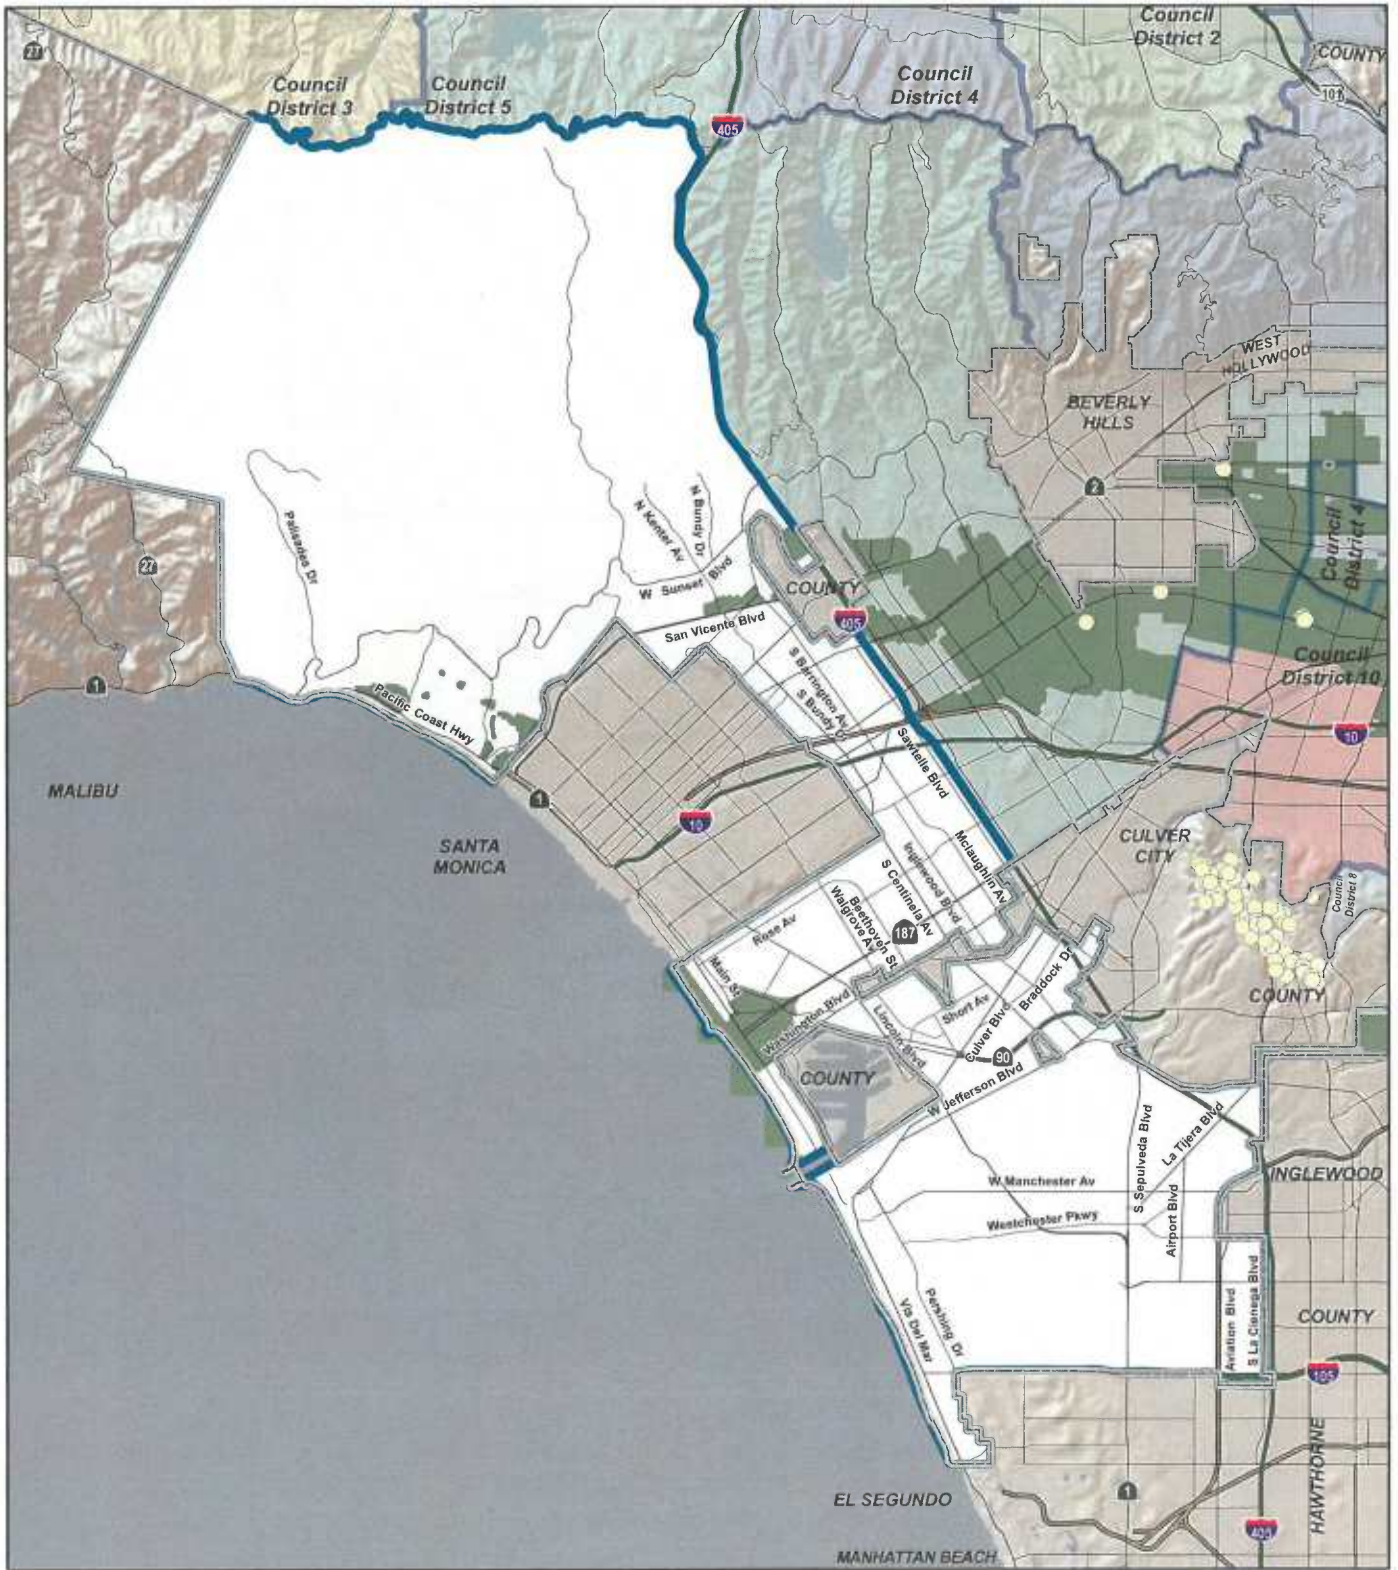 Council
District 2
27
COUNTY
Council
District 4
Council
District 3
Council
District 5
101
405
WEST
HOLLYWOOD
BEVERLY
HILLS
2
N Bundy Dr
N Kenter Av
Council
District 4
Palisades Dr
27
W Sunset Blvd
COUNTY
San Vicente Blvd
405
S Barrington Av
S Bundy Dr
Council
District 10
1
Pacific Coast Hwy
10
Sawtelle Blvd
MALIBU
1
10
SANTA
MONICA
Mclaughlin Av
CULVER
CITY
Inglewood Blvd
S Centinela Av
Council
District 8
Beethoven St
Walgrove Av
187
Rose Av
Main St
Braddock Dr
COUNTY
Washington Blvd
Short Av
Lincoln Blvd
Culver Blvd
90
COUNTY
W Jefferson Blvd
S Sepulveda Blvd
La Tijera Blvd
INGLEWOOD
W Manchester Av
Westchester Pkwy
Airport Blvd
Pershing Dr
Vis Del Mar
Aviation Blvd
S La Cienega Blvd
COUNTY
105
HAWTHORNE
1
EL SEGUNDO
405
MANHATTAN BEACH